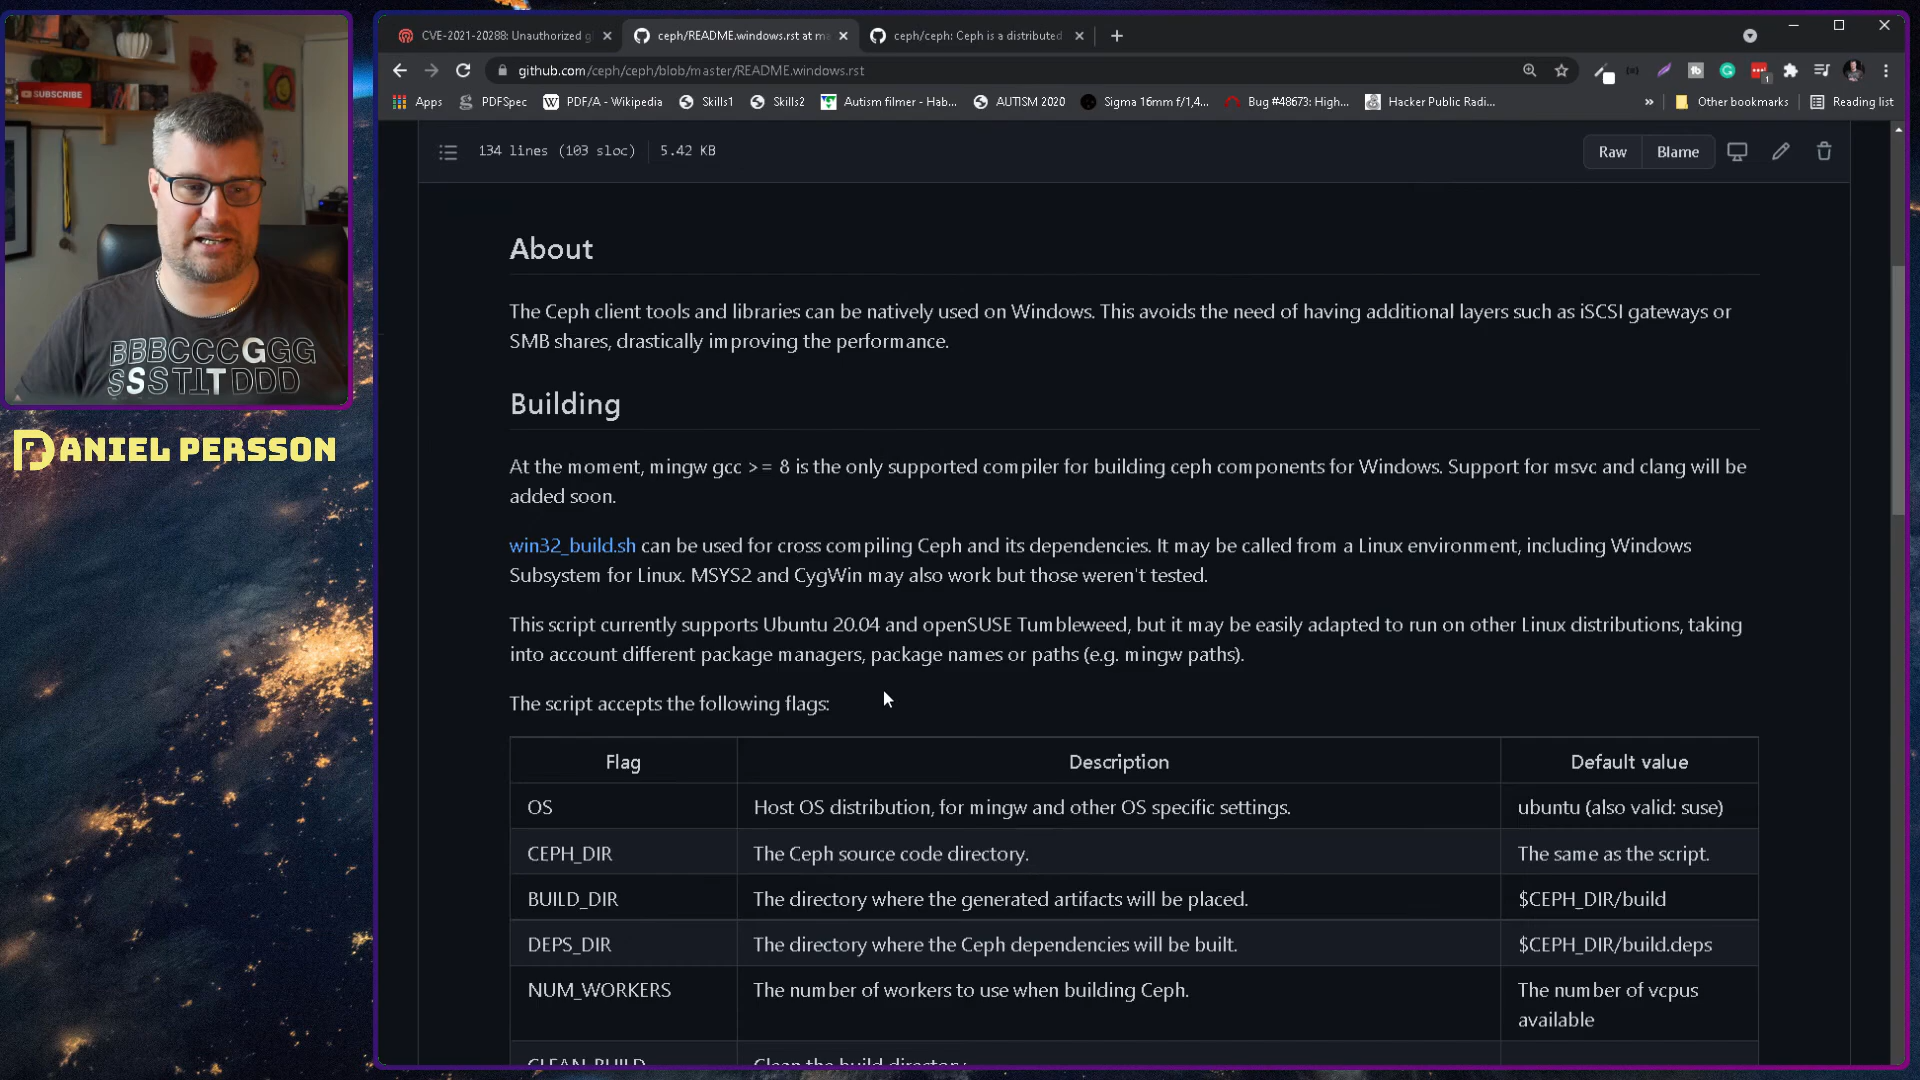 CVE-2021-20288: Unauthorized gl
ceph/README.windows.rst at ma
ceph/ceph: Ceph is a distributed
github.com/ceph/ceph/blob/master/README.windows.rst
Apps
PDFSpec
PDF/A - Wikipedia
Skills1
Skills2
Autism filmer - Hab...
AUTISM 2020
Sigma 16mm f/1,4...
Bug #48673: High...
Hacker Public Radi...
»
Other bookmarks
Reading list
SUBSCRIBE
BBBCCCGGG
SSSTITDDD
DANIEL PERSSON
134 lines (103 sloc)
5.42 KB
Raw
Blame
About
The Ceph client tools and libraries can be natively used on Windows. This avoids the need of having additional layers such as iSCSI gateways or
SMB shares, drastically improving the performance.
Building
At the moment, mingw gcc >= 8 is the only supported compiler for building ceph components for Windows. Support for msvc and clang will be
added soon.
win32_build.sh can be used for cross compiling Ceph and its dependencies. It may be called from a Linux environment, including Windows
Subsystem for Linux. MSYS2 and CygWin may also work but those weren't tested.
This script currently supports Ubuntu 20.04 and openSUSE Tumbleweed, but it may be easily adapted to run on other Linux distributions, taking
into account different package managers, package names or paths (e.g. mingw paths).
The script accepts the following flags:
Flag Description Default value
OS Host OS distribution, for mingw and other OS specific settings. ubuntu (also valid: suse)
CEPH_DIR The Ceph source code directory. The same as the script.
BUILD_DIR The directory where the generated artifacts will be placed. $CEPH_DIR/build
DEPS_DIR The directory where the Ceph dependencies will be built. $CEPH_DIR/build.deps
NUM_WORKERS The number of workers to use when building Ceph. The number of vcpus
available
CLEAN_BUILD Clean the build directory.